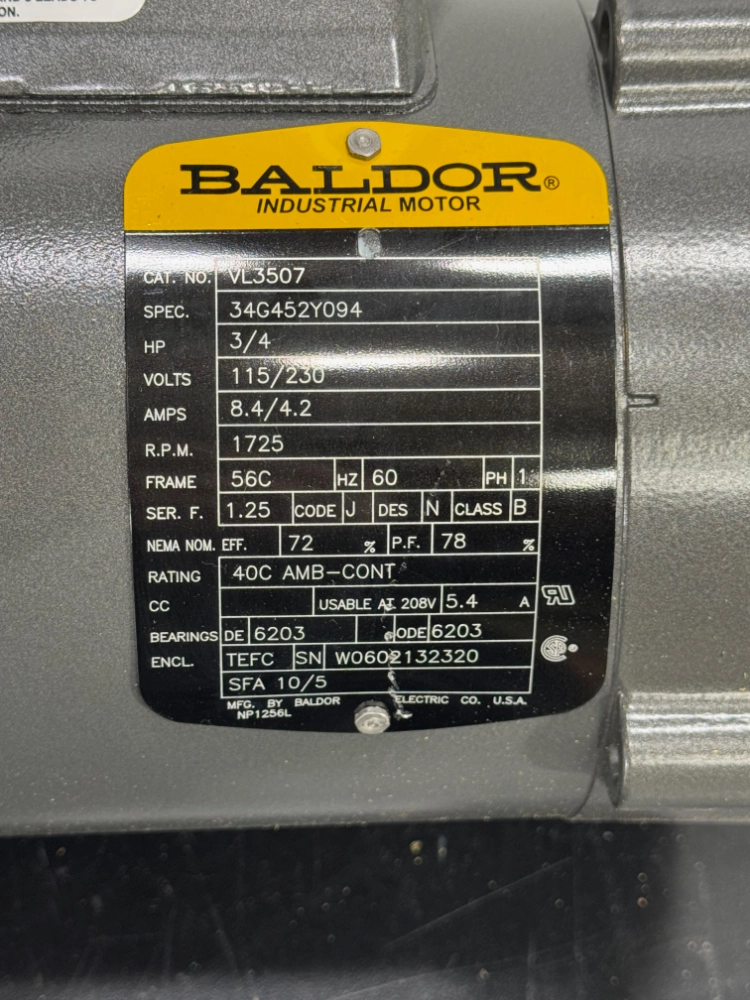 ON.
BALDOR®
INDUSTRIAL MOTOR
CAT. NO. VL3507
SPEC. 34G452Y094
HP 3/4
VOLTS 115/230
AMPS 8.4/4.2
R.P.M. 1725
FRAME 56C HZ 60 PH 1
SER. F. 1.25 CODE J DES N CLASS B
NEMA NOM. EFF. 72 % P.F. 78 %
RATING 40C AMB-CONT
CC USABLE AT 208V 5.4 A
BEARINGS DE 6203 ODE 6203
ENCL. TEFC SN W0602132320
SFA 10/5
MFG. BY BALDOR ELECTRIC CO. U.S.A.
NP1256L